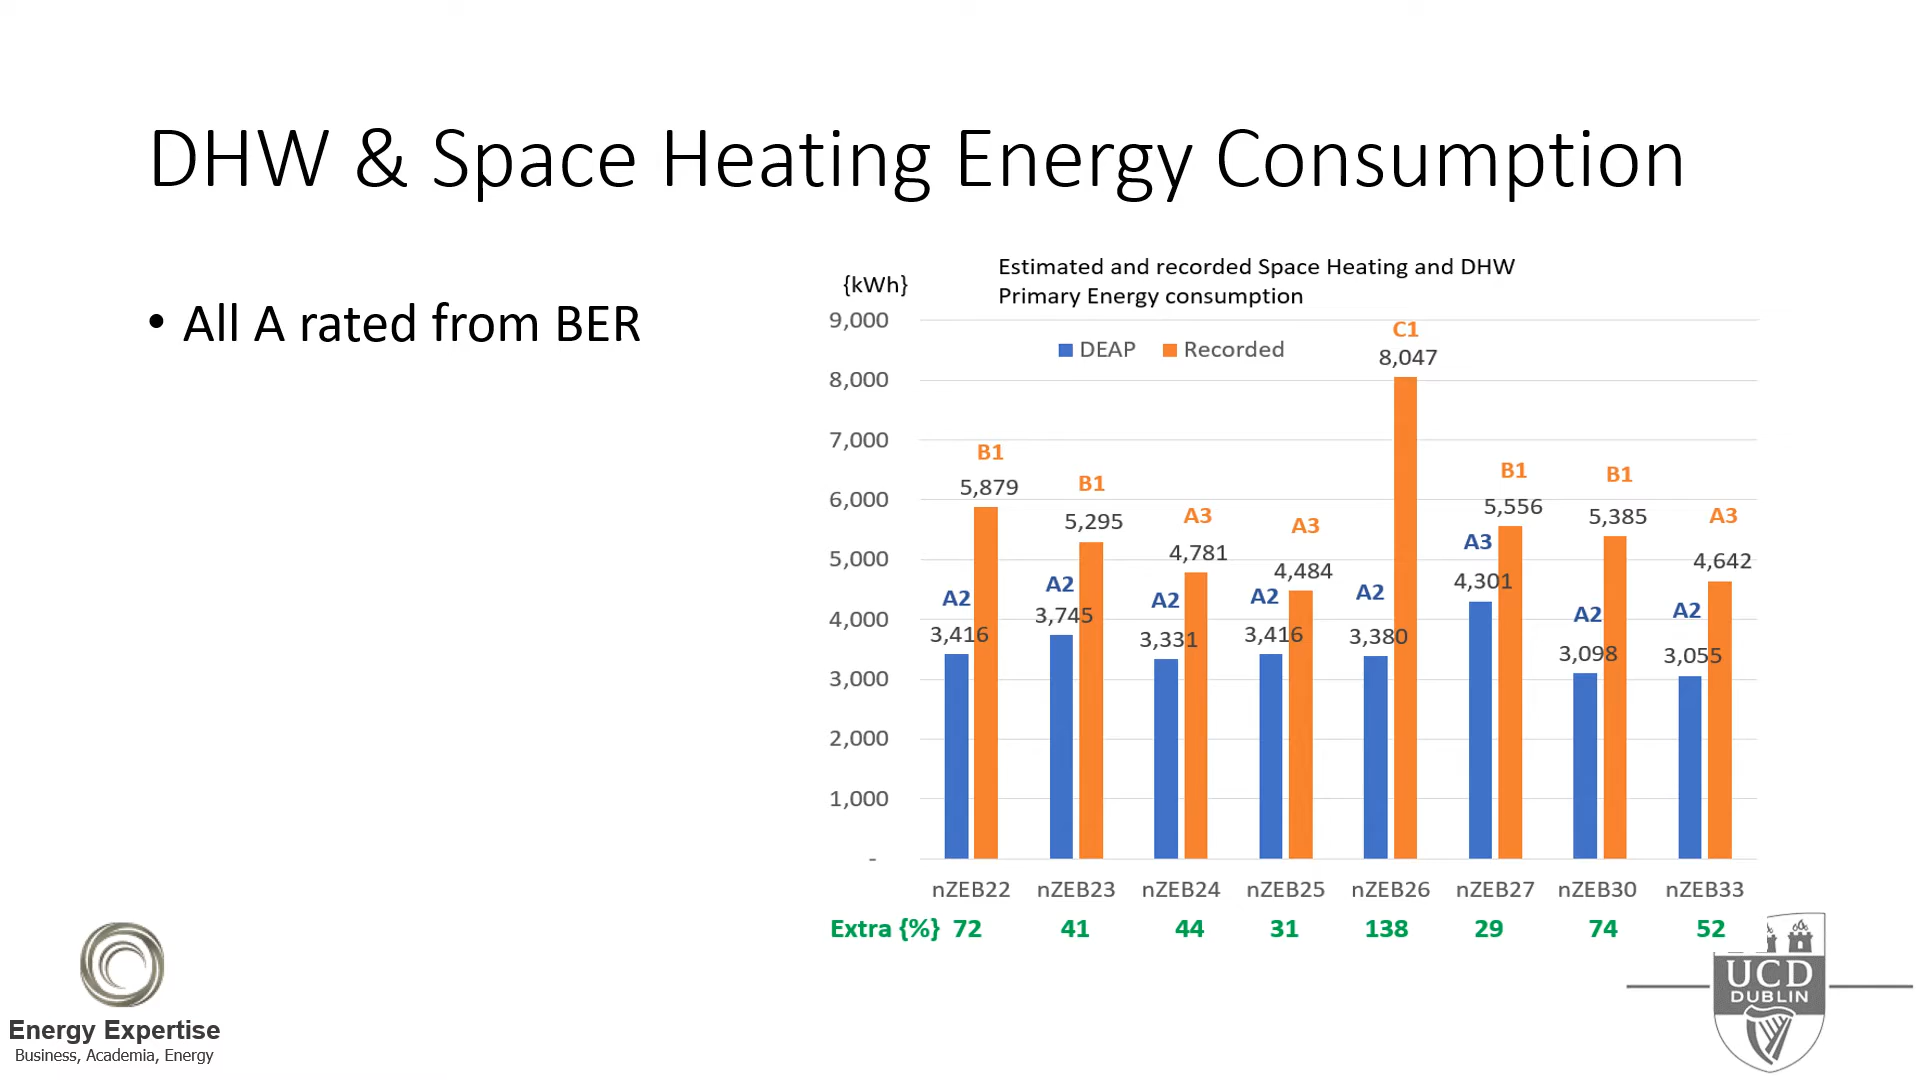 DHW & Space Heating Energy Consumption
• All A rated from BER
Estimated and recorded Space Heating and DHW
Primary Energy consumption
{kWh}
9,000
8,000
7,000
6,000
5,000
4,000
3,000
2,000
1,000
-
DEAP Recorded
A2 3,416 B1 5,879
A2 3,745 B1 5,295
A2 3,331 A3 4,781
A2 3,416 A3 4,484
A2 3,380 C1 8,047
A3 4,301 B1 5,556
A2 3,098 B1 5,385
A2 3,055 A3 4,642
nZEB22 nZEB23 nZEB24 nZEB25 nZEB26 nZEB27 nZEB30 nZEB33
Extra {%} 72 41 44 31 138 29 74 52
Energy Expertise
Business, Academia, Energy
UCD
DUBLIN